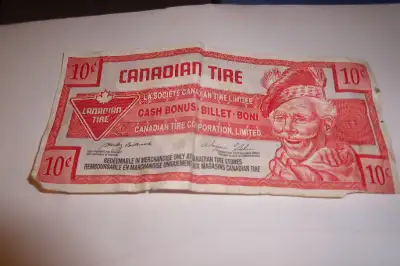 10¢ CANADIAN TIRE 10¢
LA SOCIÉTÉ CANADIAN TIRE LIMITÉE
CASH BONUS · BILLET-BONI
CANADIAN TIRE CORPORATION, LIMITED
CANADIAN
TIRE
10¢ REDEEMABLE IN MERCHANDISE ONLY AT CANADIAN TIRE STORES 10¢
REMBOURSABLE EN MARCHANDISE UNIQUEMENT AUX MAGASINS CANADIAN TIRE